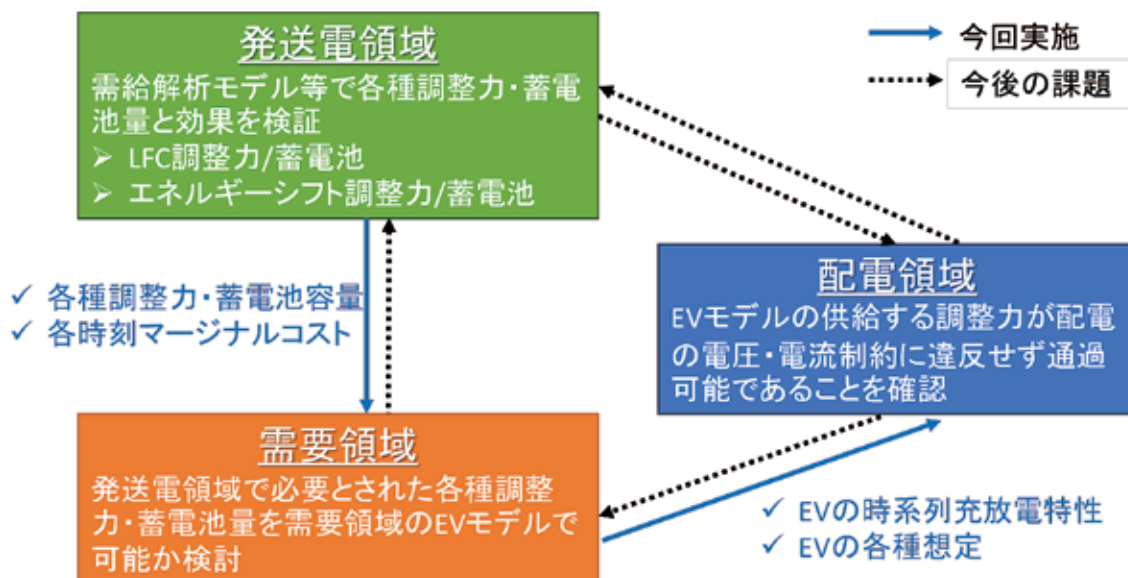 発送電領域
需給解析モデル等で各種調整力・蓄電
池量と効果を検証
➢ LFC調整力/蓄電池
➢ エネルギーシフト調整力/蓄電池
今回実施
今後の課題
✓ 各種調整力・蓄電池容量
✓ 各時刻マージナルコスト
配電領域
EVモデルの供給する調整力が配電
の電圧・電流制約に違反せず通過
可能であることを確認
需要領域
発送電領域で必要とされた各種調整
力・蓄電池量を需要領域のEVモデルで
可能か検討
✓ EVの時系列充放電特性
✓ EVの各種想定